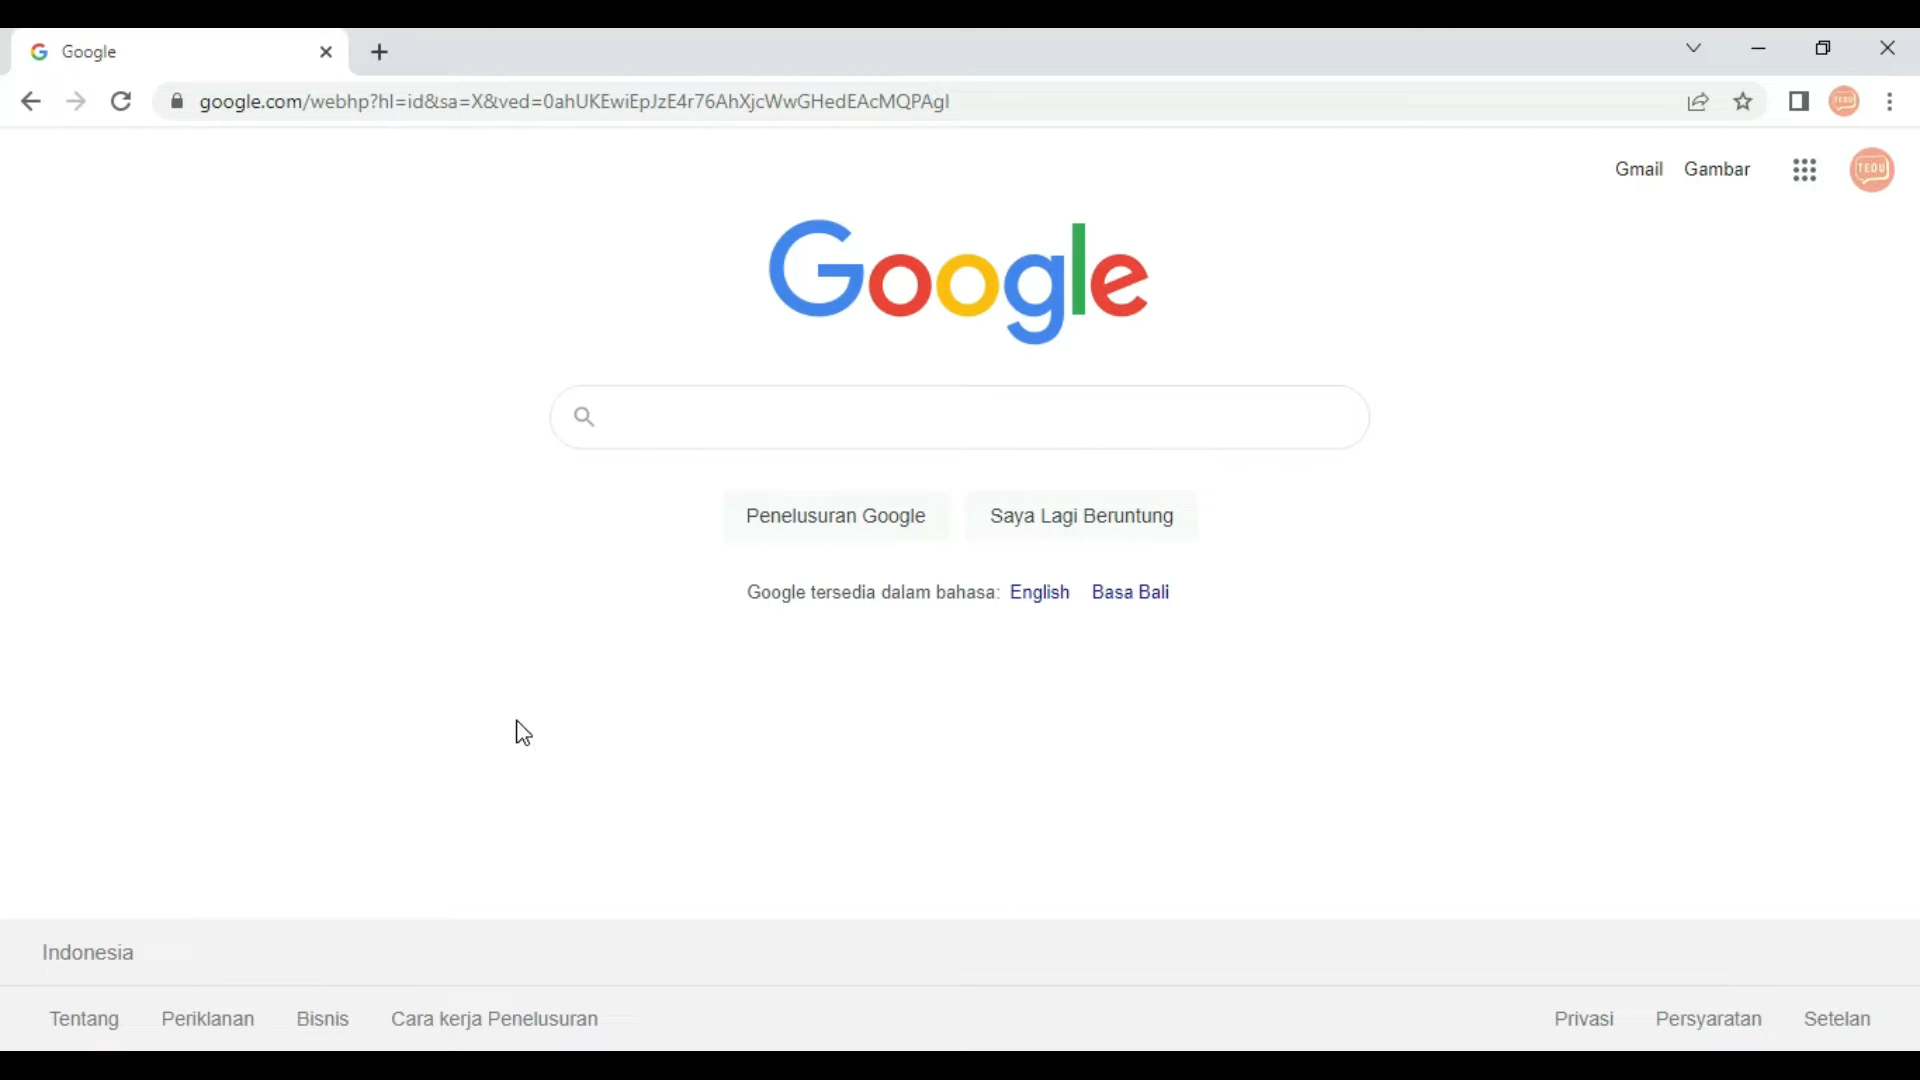 Google
google.com/webhp?hl=id&sa=X&ved=0ahUKEwiEpJzE4r76AhXjcWwGHedEAcMQPAgI
Gmail Gambar
TEDU
Google
Penelusuran Google Saya Lagi Beruntung
Google tersedia dalam bahasa: English Basa Bali
Indonesia
Tentang Periklanan Bisnis Cara kerja Penelusuran Privasi Persyaratan Setelan